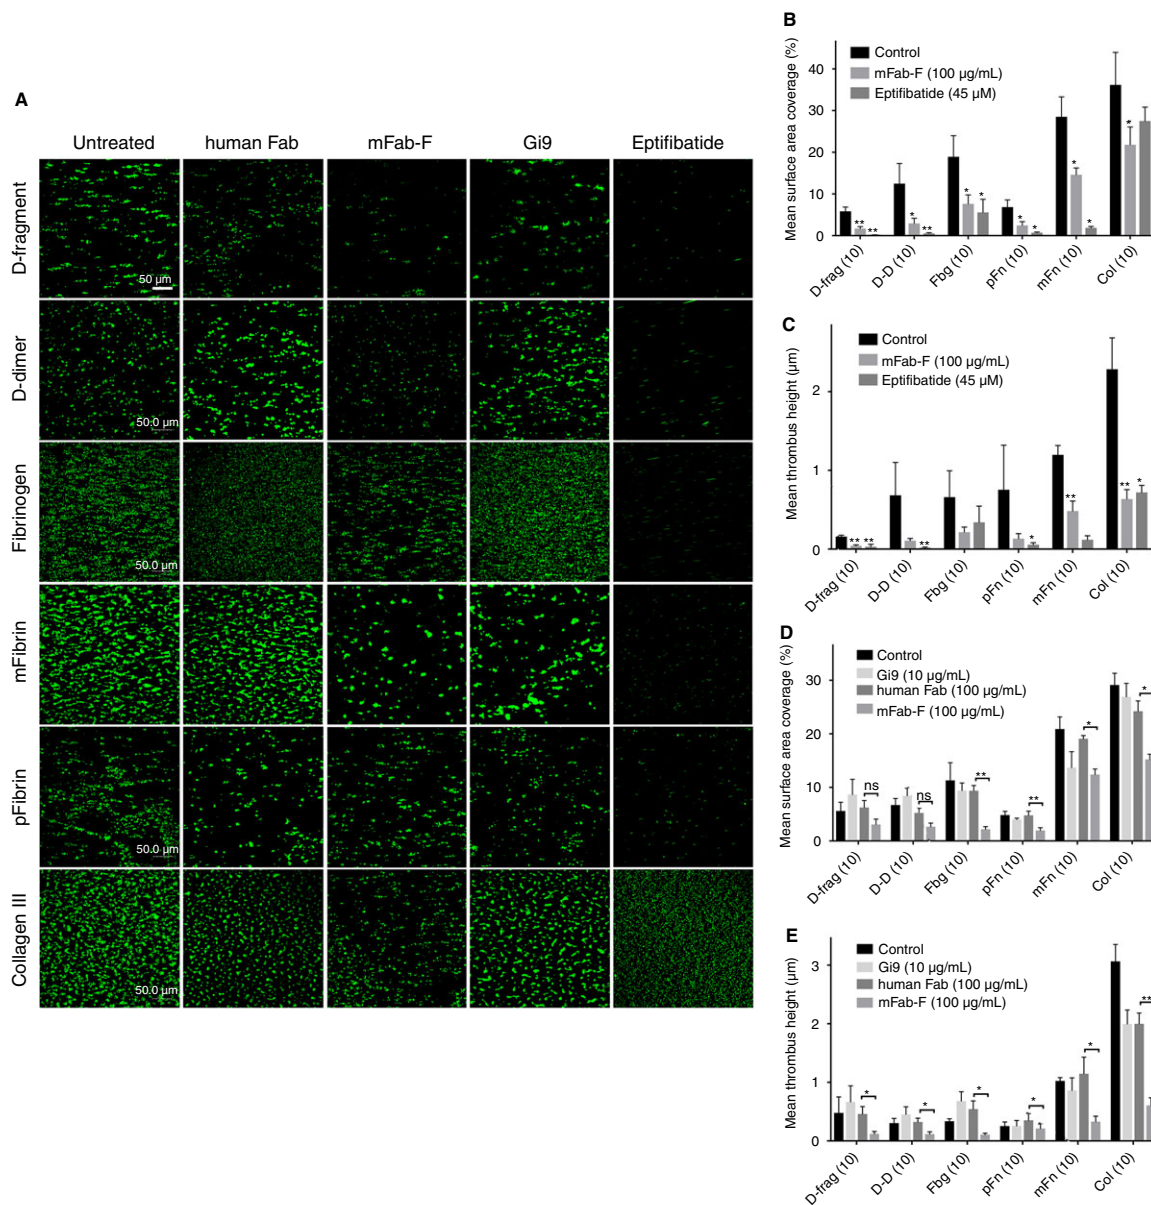 A
Untreated human Fab mFab-F Gi9 Eptifibatide
D-fragment
50 µm
D-dimer
50.0 µm
Fibrinogen
50.0 µm
mFibrin
pFibrin
50.0 µm
Collagen III
50.0 µm
B
Mean surface area coverage (%)
40
30
20
10
0
Control
mFab-F (100 µg/mL)
Eptifibatide (45 µM)
** ** * ** * * * * * * *
D-frag (10) D-D (10) Fbg (10) pFn (10) mFn (10) Col (10)
C
Mean thrombus height (µm)
2
1
0
Control
mFab-F (100 µg/mL)
Eptifibatide (45 µM)
** ** ** * ** ** *
D-frag (10) D-D (10) Fbg (10) pFn (10) mFn (10) Col (10)
D
Mean surface area coverage (%)
30
20
10
0
Control
Gi9 (10 µg/mL)
human Fab (100 µg/mL)
mFab-F (100 µg/mL)
ns ns ** ** * *
D-frag (10) D-D (10) Fbg (10) pFn (10) mFn (10) Col (10)
E
Mean thrombus height (µm)
3
2
1
0
Control
Gi9 (10 µg/mL)
human Fab (100 µg/mL)
mFab-F (100 µg/mL)
* * * * * **
D-frag (10) D-D (10) Fbg (10) pFn (10) mFn (10) Col (10)